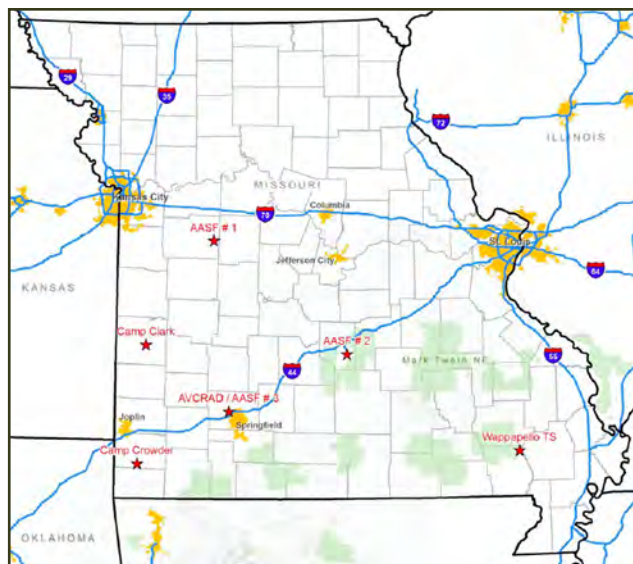 29
35
72
ILLINOIS
Kansas City
MISSOURI
Columbia
70
AASF # 1
St. Louis
Jefferson City
64
KANSAS
Camp Clark
AASF # 2
Mark Twain NF
55
44
AVCRAD / AASF # 3
Joplin
Springfield
Wappapello TS
Camp Crowder
OKLAHOMA